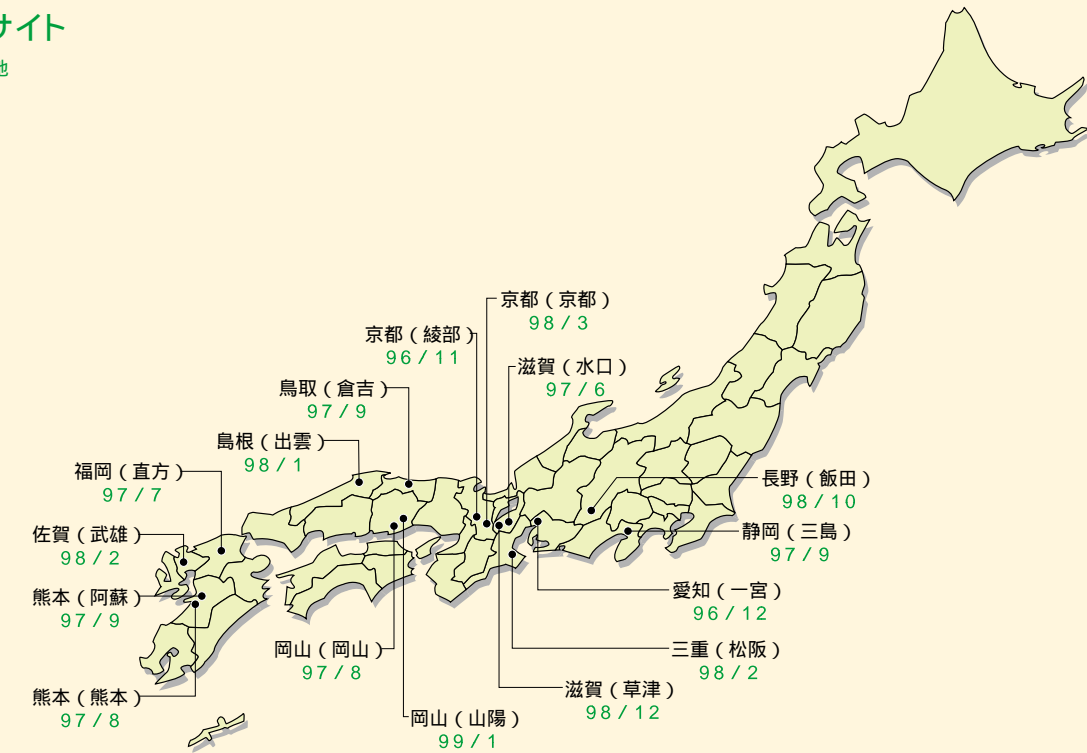 サイト
地
京都（京都）
98/3
京都（綾部）
96/11
滋賀（水口）
97/6
鳥取（倉吉）
97/9
島根（出雲）
98/1
福岡（直方）
97/7
長野（飯田）
98/10
佐賀（武雄）
98/2
静岡（三島）
97/9
熊本（阿蘇）
97/9
愛知（一宮）
96/12
岡山（岡山）
97/8
三重（松阪）
98/2
熊本（熊本）
97/8
滋賀（草津）
98/12
岡山（山陽）
99/1